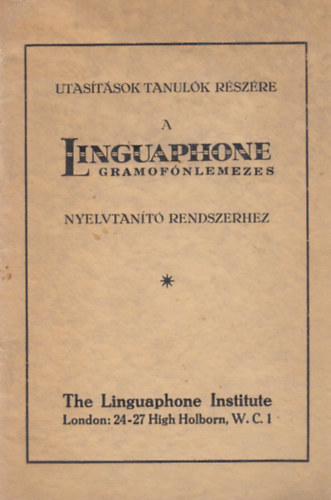 UTASÍTÁSOK TANULÓK RÉSZÉRE
A
LINGUAPHONE
GRAMOFÓNLEMEZES
NYELVTANÍTÓ RENDSZERHEZ
The Linguaphone Institute
London: 24-27 High Holborn, W. C. 1